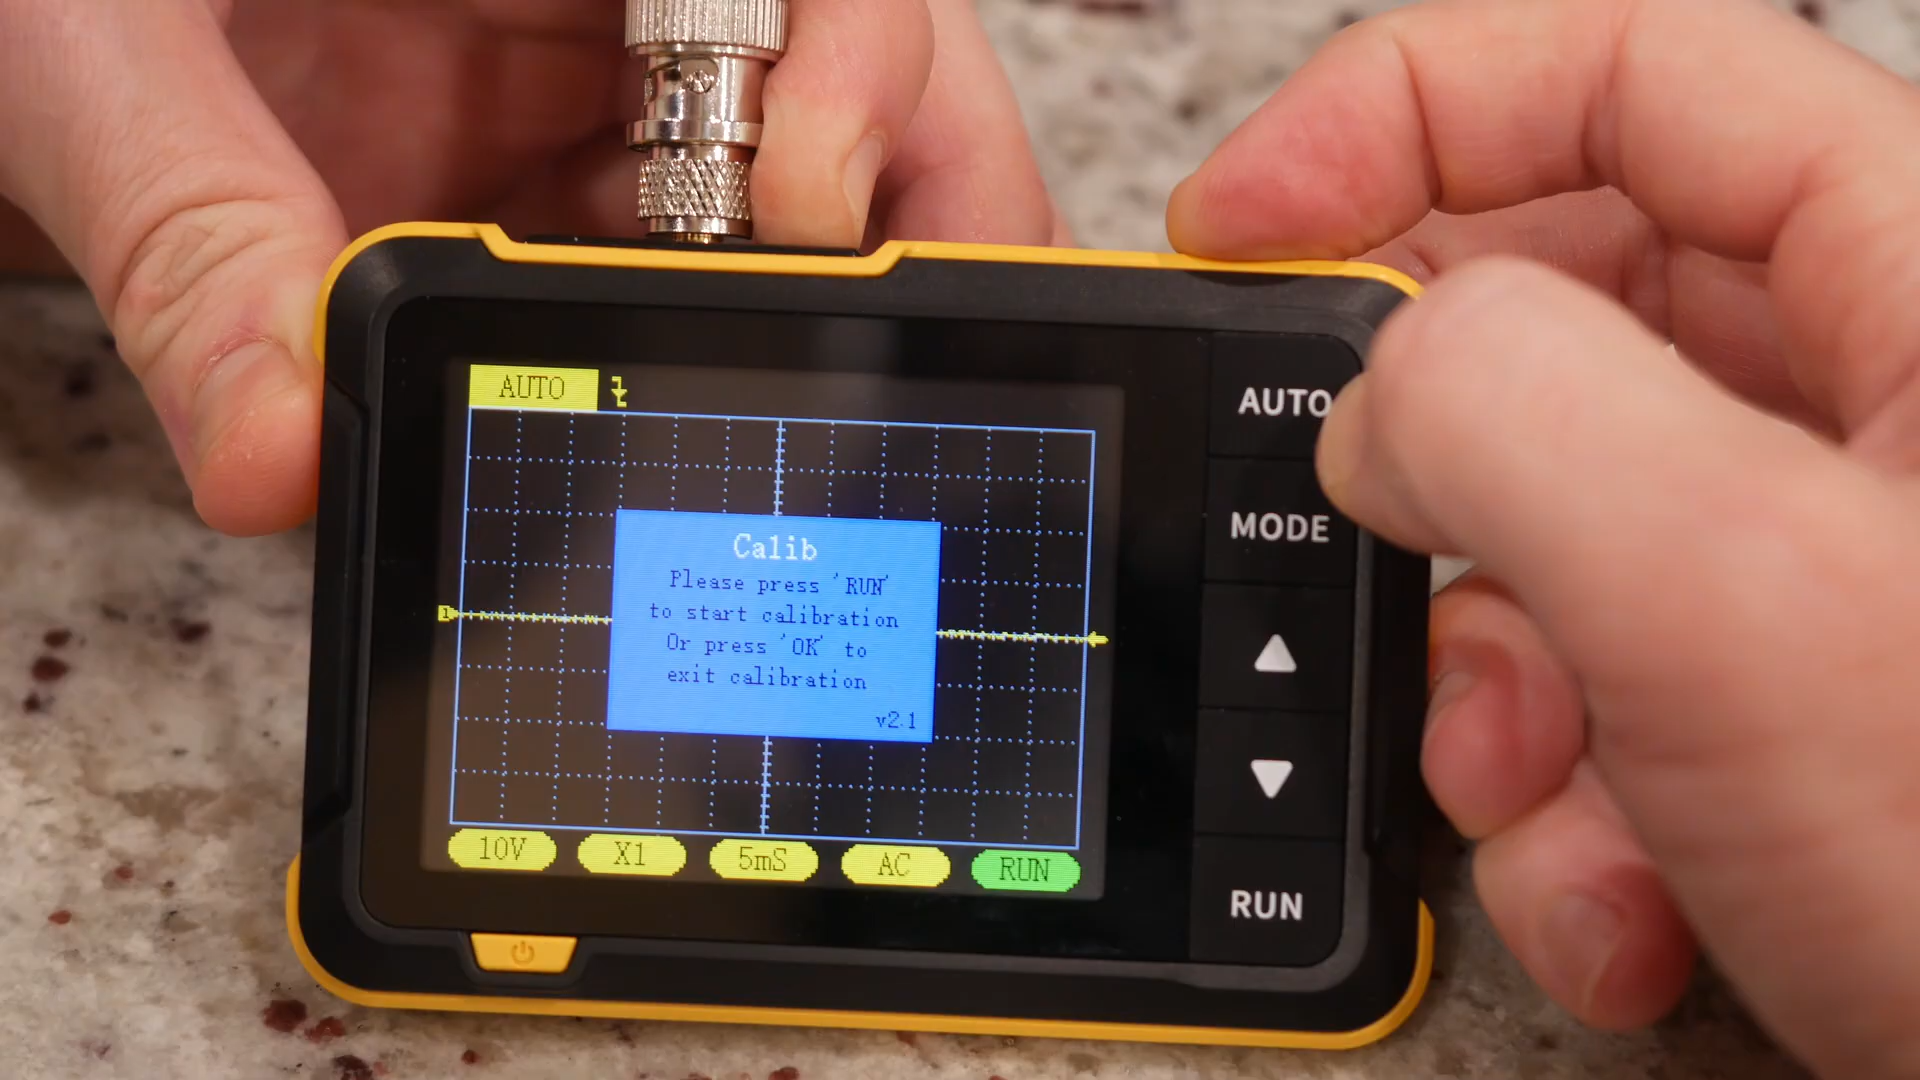 AUTO
1
Calib
Please press 'RUN'
to start calibration
Or press 'OK' to
exit calibration
v2.1
10V
X1
5mS
AC
RUN
AUTO
MODE
RUN